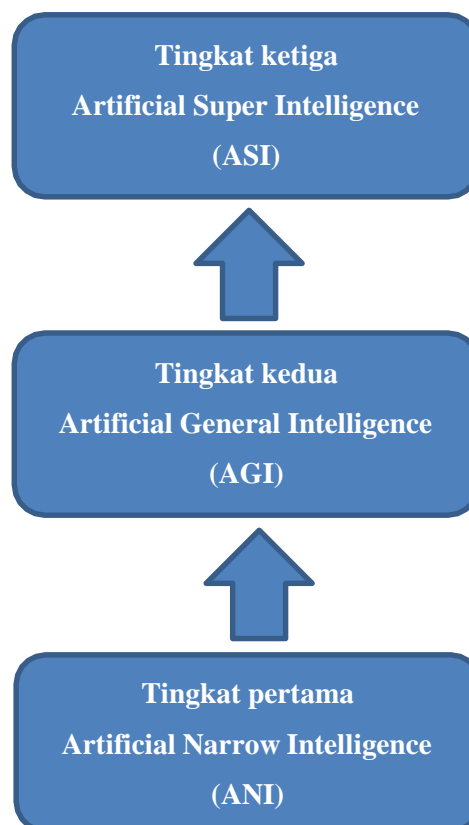 Tingkat ketiga
Artificial Super Intelligence
(ASI)
Tingkat kedua
Artificial General Intelligence
(AGI)
Tingkat pertama
Artificial Narrow Intelligence
(ANI)